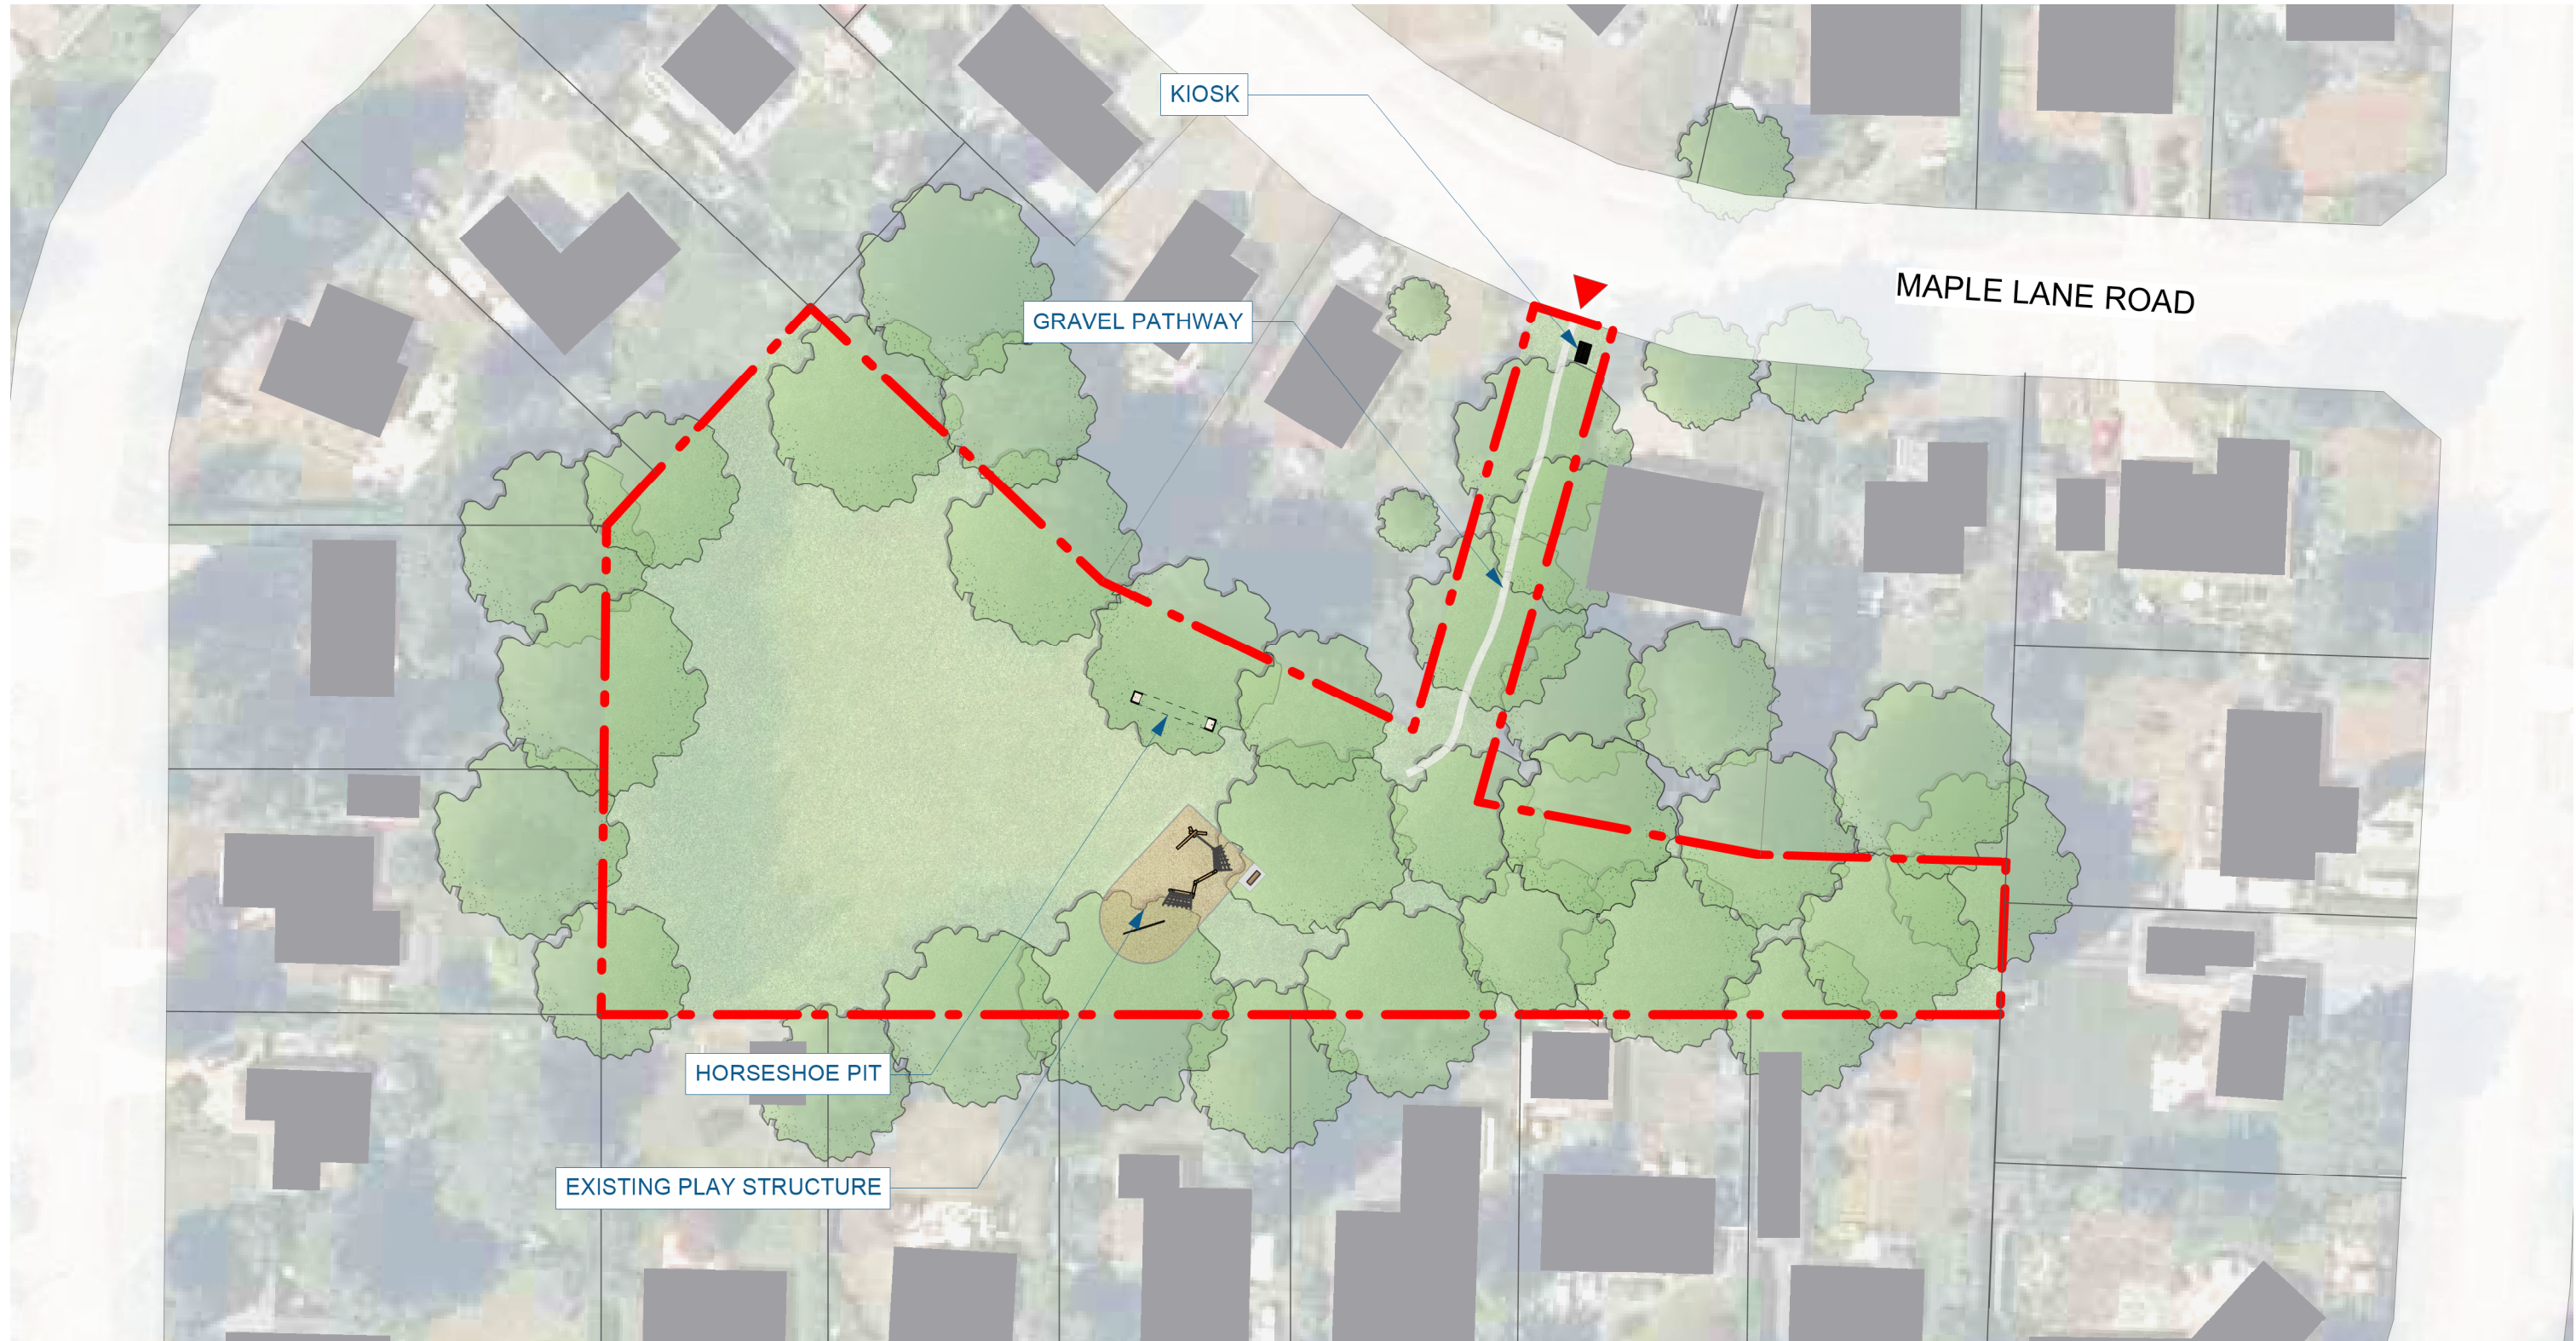 KIOSK
MAPLE LANE ROAD
GRAVEL PATHWAY
HORSESHOE PIT
EXISTING PLAY STRUCTURE